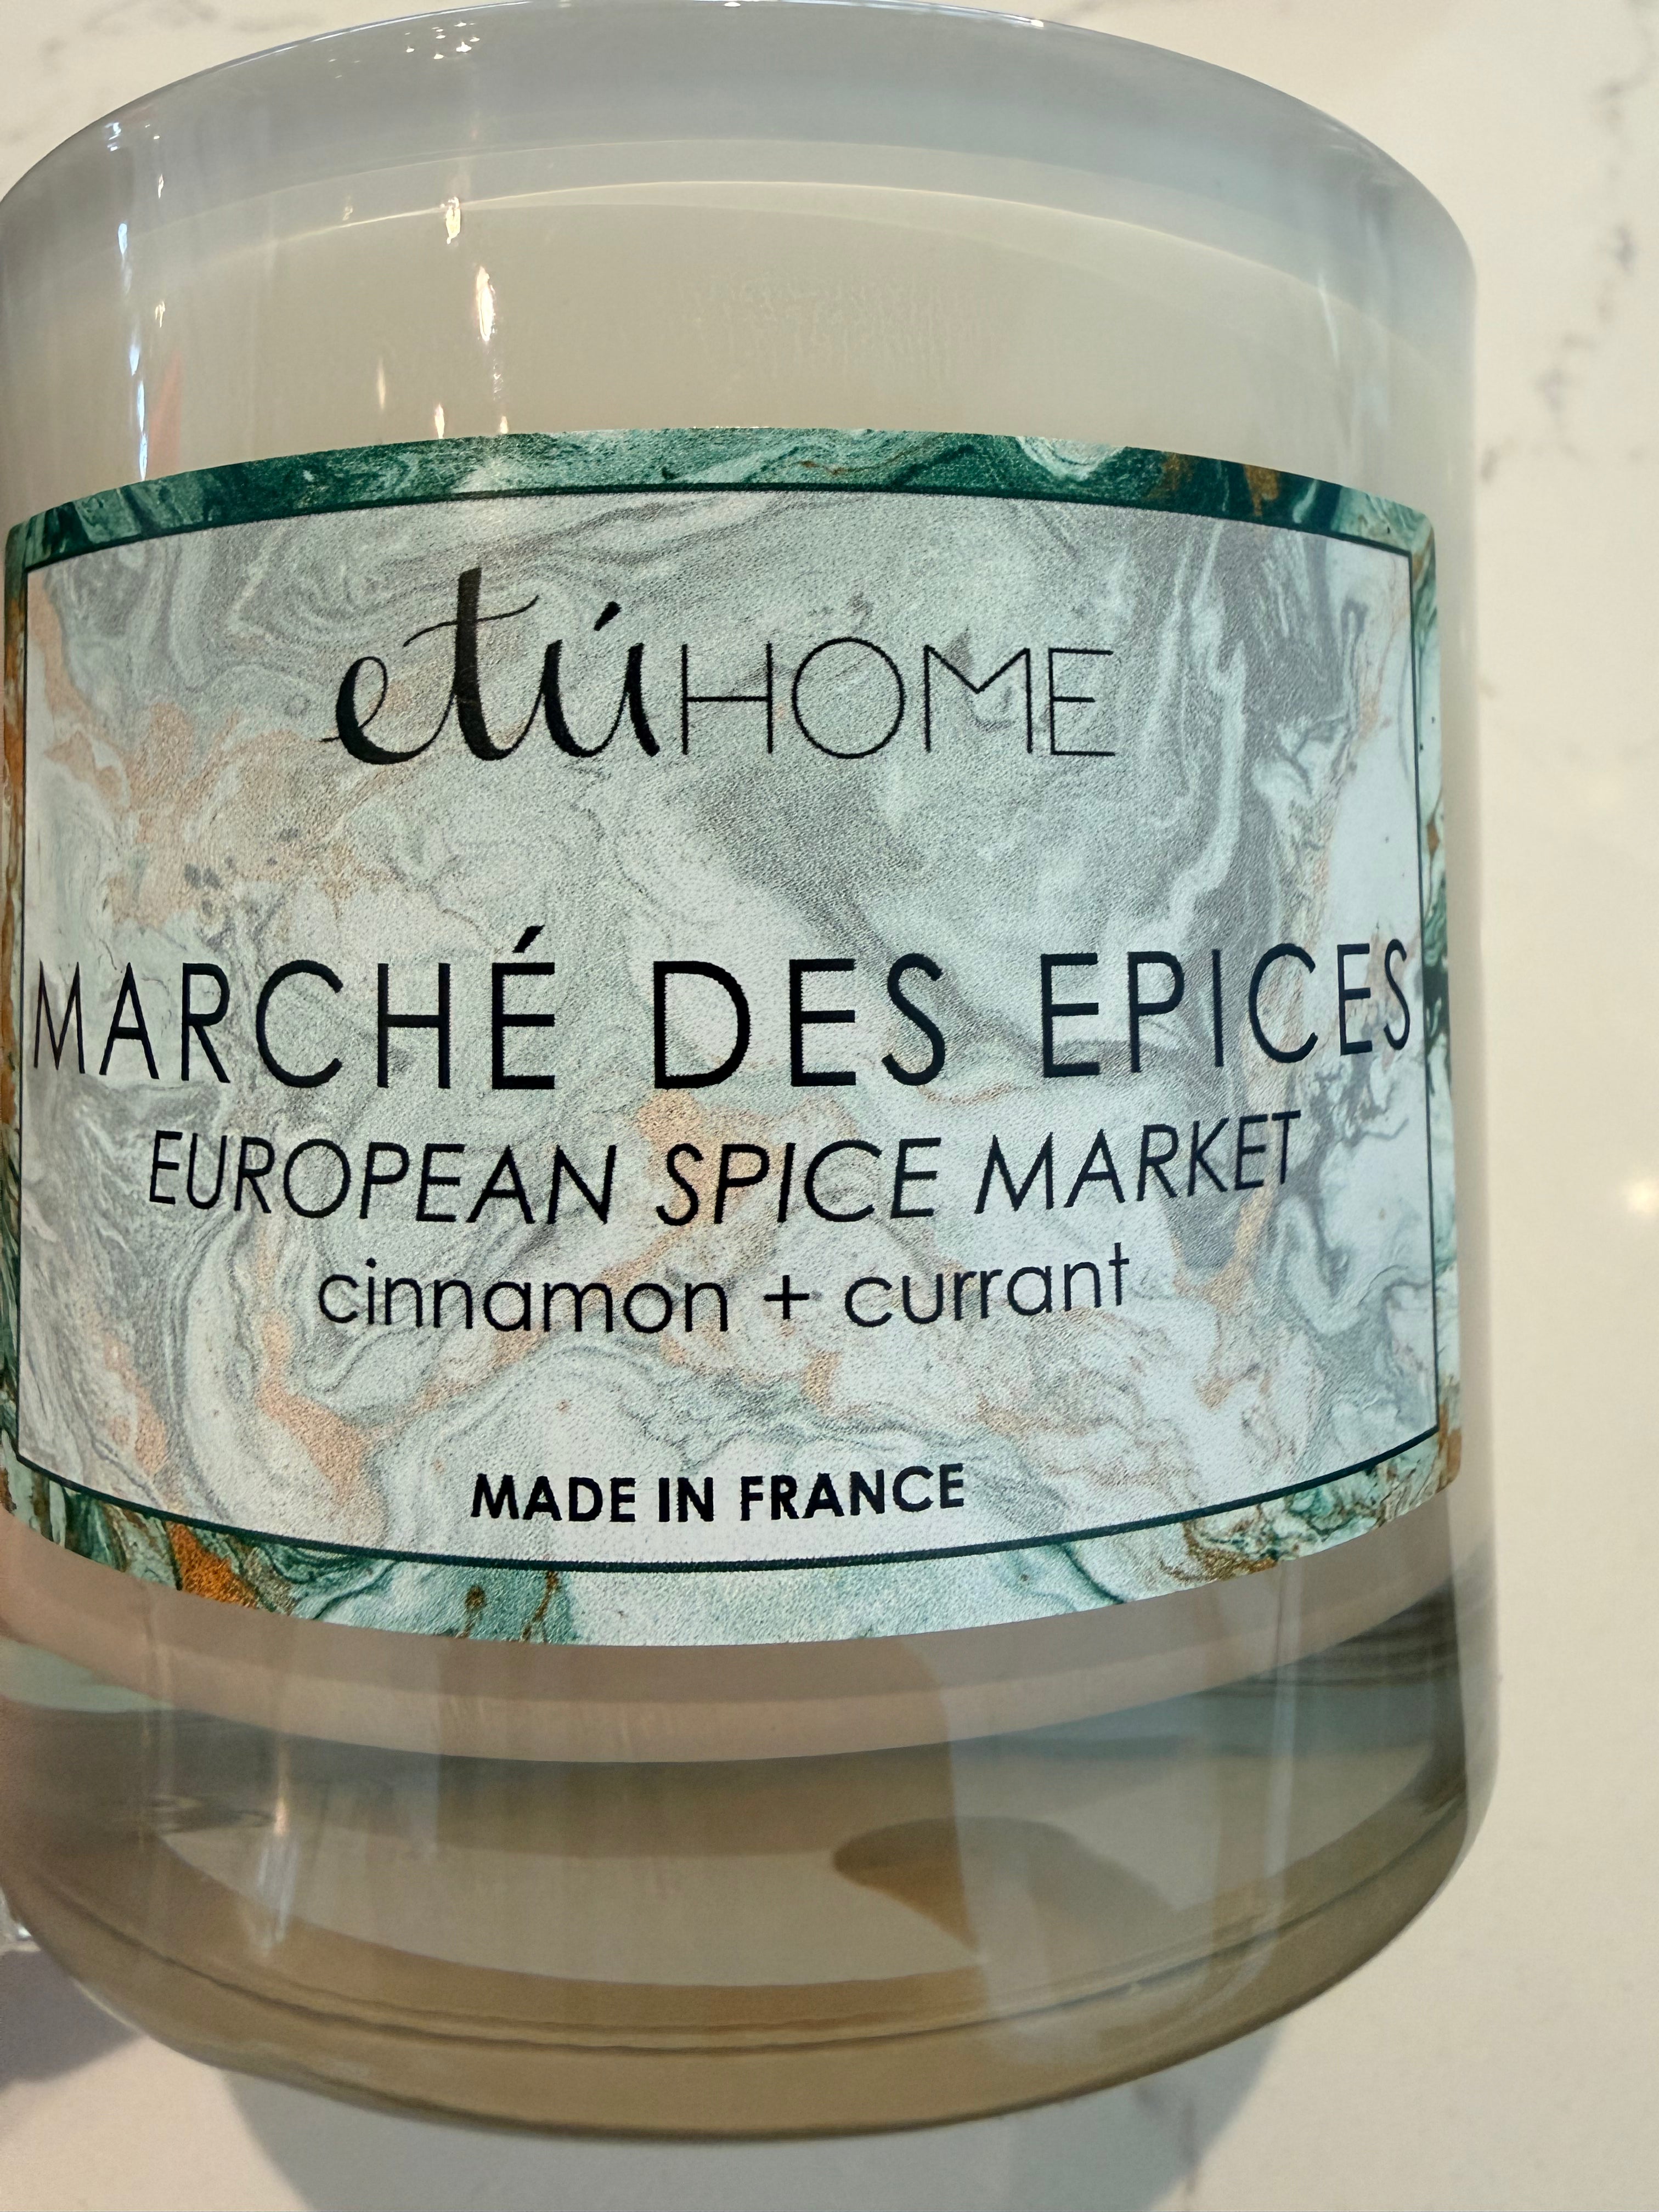 etúHOME
MARCHÉ DES EPICES
EUROPEAN SPICE MARKET
cinnamon + currant
MADE IN FRANCE